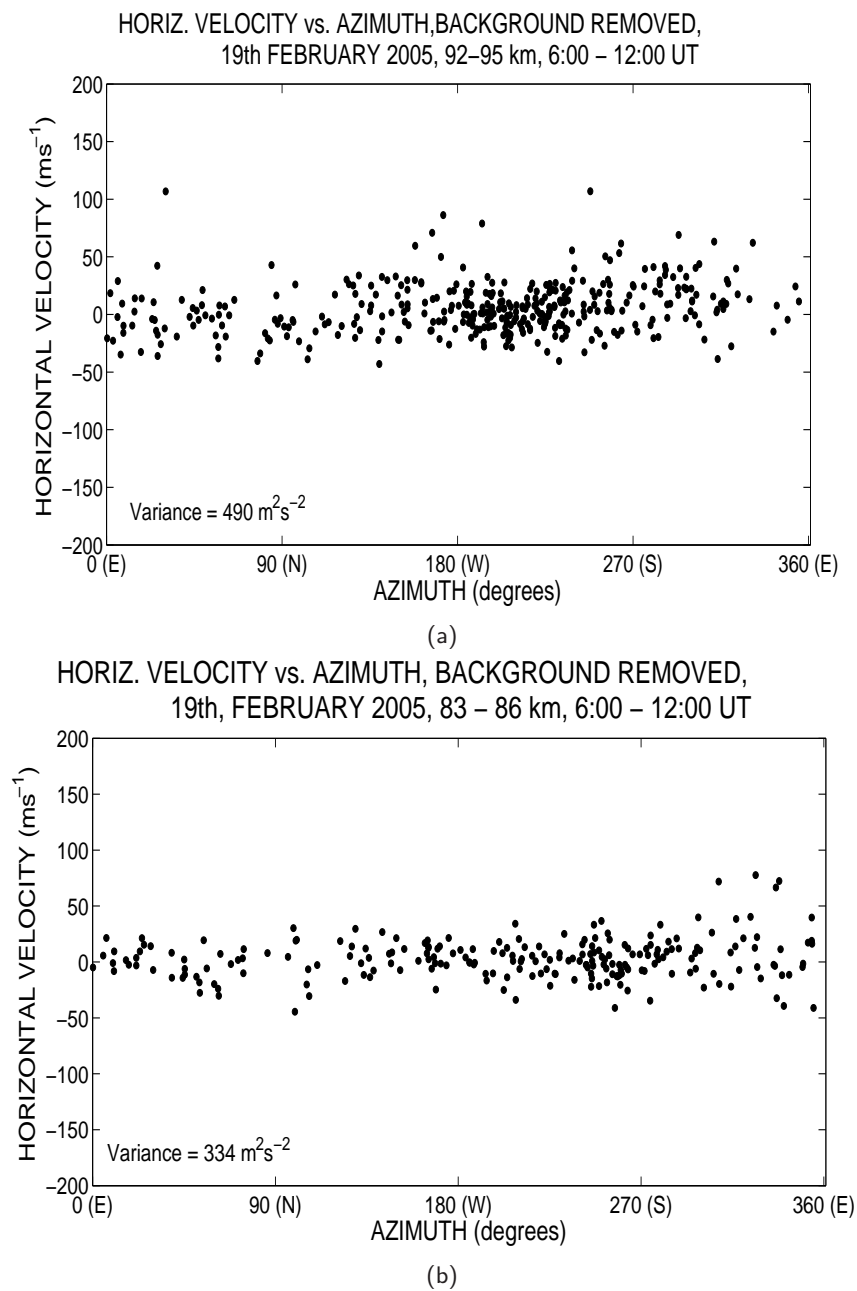 HORIZ. VELOCITY vs. AZIMUTH,BACKGROUND REMOVED,
19th FEBRUARY 2005, 92–95 km, 6:00 – 12:00 UT
200
150
100
50
0
−50
−100
−150
−200
HORIZONTAL VELOCITY (ms⁻¹)
Variance = 490 m²s⁻²
0 (E) 90 (N) 180 (W) 270 (S) 360 (E)
AZIMUTH (degrees)
(a)
HORIZ. VELOCITY vs. AZIMUTH, BACKGROUND REMOVED,
19th, FEBRUARY 2005, 83 – 86 km, 6:00 – 12:00 UT
200
150
100
50
0
−50
−100
−150
−200
HORIZONTAL VELOCITY (ms⁻¹)
Variance = 334 m²s⁻²
0 (E) 90 (N) 180 (W) 270 (S) 360 (E)
AZIMUTH (degrees)
(b)